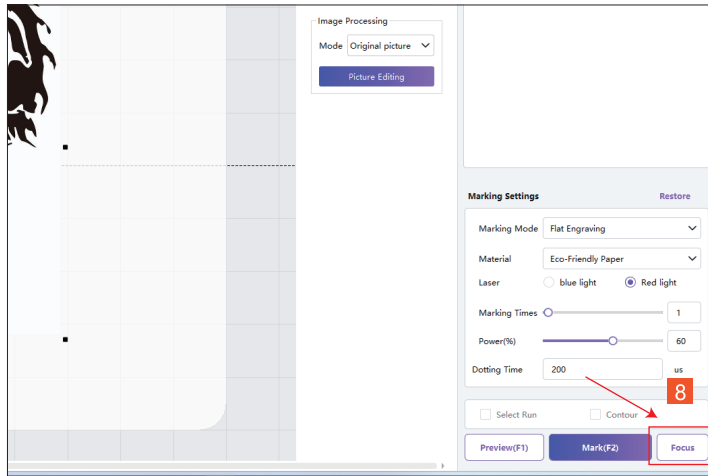 Image Processing
Mode Original picture
Picture Editing
Marking Settings Restore
Marking Mode Flat Engraving
Material Eco-Friendly Paper
Laser blue light Red light
Marking Times 1
Power(%) 60
Dotting Time 200 us
8
Select Run Contour
Preview(F1) Mark(F2) Focus